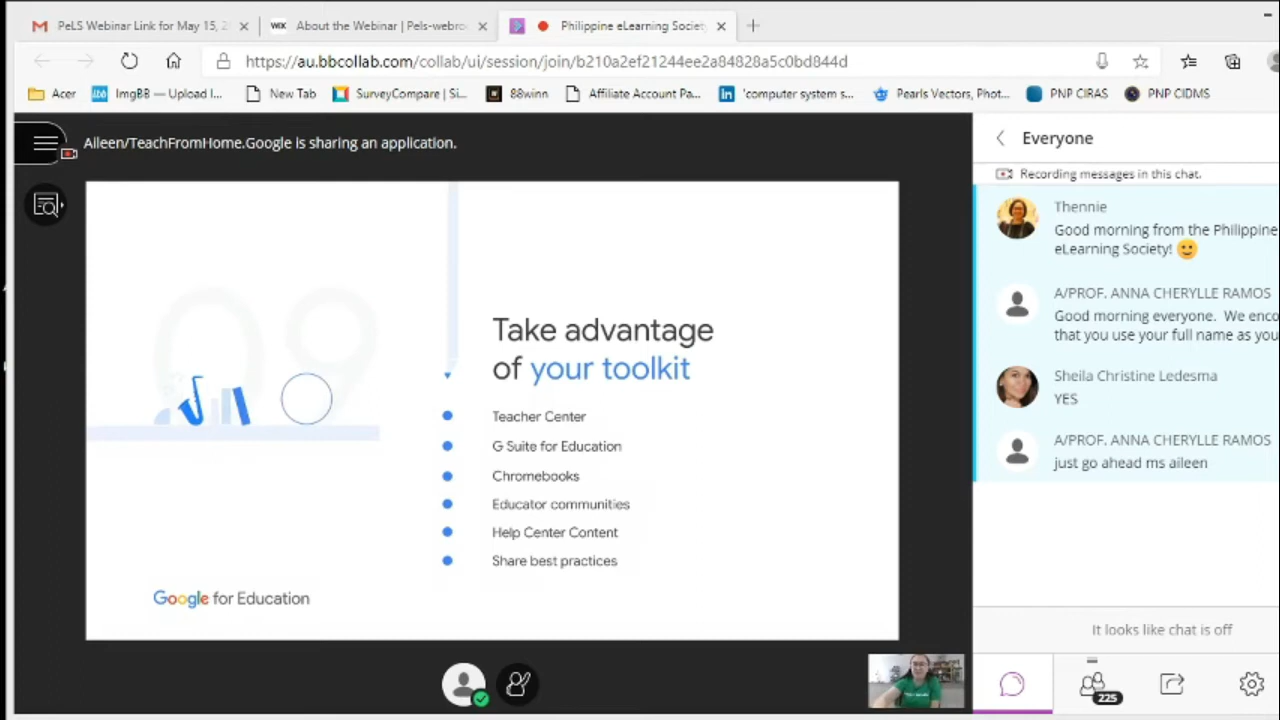 PeLS Webinar Link for May 15, 2
WIX About the Webinar | Pels-webro
Philippine eLearning Society
https://au.bbcollab.com/collab/ui/session/join/b210a2ef21244ee2a84828a5c0bd844d
Acer
ImgBB — Upload I...
New Tab
SurveyCompare | Si...
88winn
Affiliate Account Pa...
'computer system s...
Pearls Vectors, Phot...
PNP CIRAS
PNP CIDMS
Aileen/TeachFromHome.Google is sharing an application.
09
Take advantage
of your toolkit
Teacher Center
G Suite for Education
Chromebooks
Educator communities
Help Center Content
Share best practices
Google for Education
Everyone
Recording messages in this chat.
Thennie
Good morning from the Philippine
eLearning Society!
A/PROF. ANNA CHERYLLE RAMOS
Good morning everyone. We enco
that you use your full name as you
Sheila Christine Ledesma
YES
A/PROF. ANNA CHERYLLE RAMOS
just go ahead ms aileen
It looks like chat is off
225